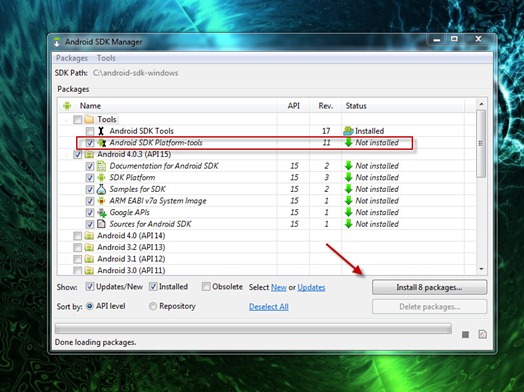 Android SDK Manager
Packages Tools
SDK Path: C:\android-sdk-windows
Packages
Name API Rev. Status
Tools
Android SDK Tools 17 Installed
Android SDK Platform-tools 11 Not installed
Android 4.0.3 (API 15)
Documentation for Android SDK 15 2 Not installed
SDK Platform 15 3 Not installed
Samples for SDK 15 2 Not installed
ARM EABI v7a System Image 15 2 Not installed
Google APIs 15 2 Not installed
Sources for Android SDK 15 2 Not installed
Android 4.0 (API 14)
Android 3.2 (API 13)
Android 3.1 (API 12)
Android 3.0 (API 11)
Show: Updates/New Installed Obsolete Select New or Updates Install 8 packages...
Sort by: API level Repository Deselect All Delete packages...
Done loading packages.